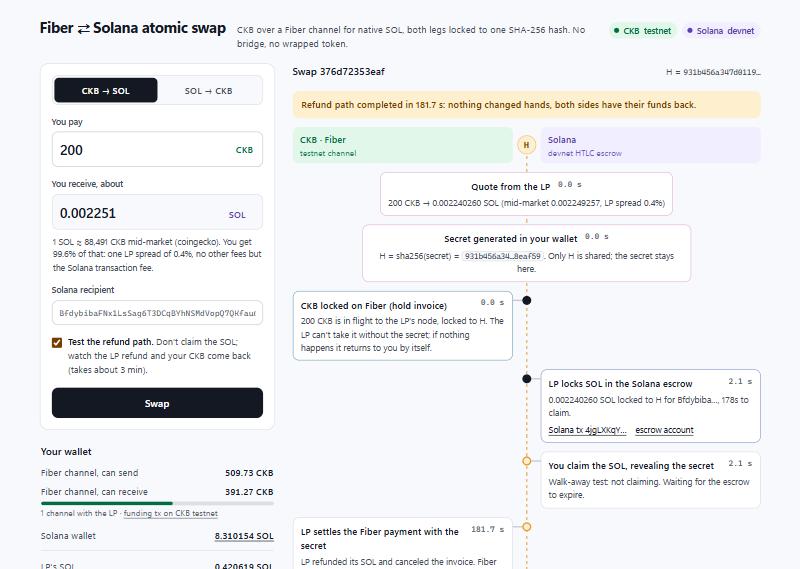 Fiber ⇄ Solana atomic swap
CKB over a Fiber channel for native SOL, both legs locked to one SHA-256 hash. No
bridge, no wrapped token.
CKB testnet
Solana devnet
CKB → SOL
SOL → CKB
You pay
200
CKB
You receive, about
0.002251
SOL
1 SOL ≈ 88,491 CKB mid-market (coingecko). You get
99.6% of that: one LP spread of 0.4%, no other fees but
the Solana transaction fee.
Solana recipient
Test the refund path. Don't claim the SOL;
watch the LP refund and your CKB come back
(takes about 3 min).
Swap
Your wallet
Fiber channel, can send
509.73 CKB
Fiber channel, can receive
391.27 CKB
1 channel with the LP · funding tx on CKB testnet
Solana wallet
8.310154 SOL
LP's SOL
0.420619 SOL
Swap 376d72353eaf
H = 931b456a347d0119…
Refund path completed in 181.7 s: nothing changed hands, both sides have their funds back.
CKB · Fiber
testnet channel
H
Solana
devnet HTLC escrow
Quote from the LP 0.0 s
200 CKB → 0.002240260 SOL (mid-market 0.002249257, LP spread 0.4%)
Secret generated in your wallet 0.0 s
H = sha256(secret) = 931b456a34…8eaf69 . Only H is shared; the secret stays
here.
CKB locked on Fiber (hold invoice) 0.0 s
200 CKB is in flight to the LP's node, locked to H. The
LP can't take it without the secret; if nothing
happens it returns to you by itself.
LP locks SOL in the Solana escrow 2.1 s
0.002240260 SOL locked to H for Bfdybiba…, 178s to
claim.
Solana tx 4jgLXKqY… escrow account
You claim the SOL, revealing the secret 2.1 s
Walk-away test: not claiming. Waiting for the escrow
to expire.
LP settles the Fiber payment with the 181.7 s
secret
LP refunded its SOL and canceled the invoice. Fiber